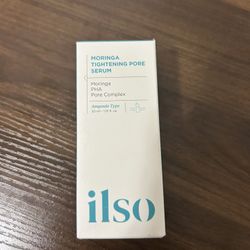 MORINGA
TIGHTENING PORE
SERUM
Moringa
PHA
Pore Complex
Ampoule Type
ilso